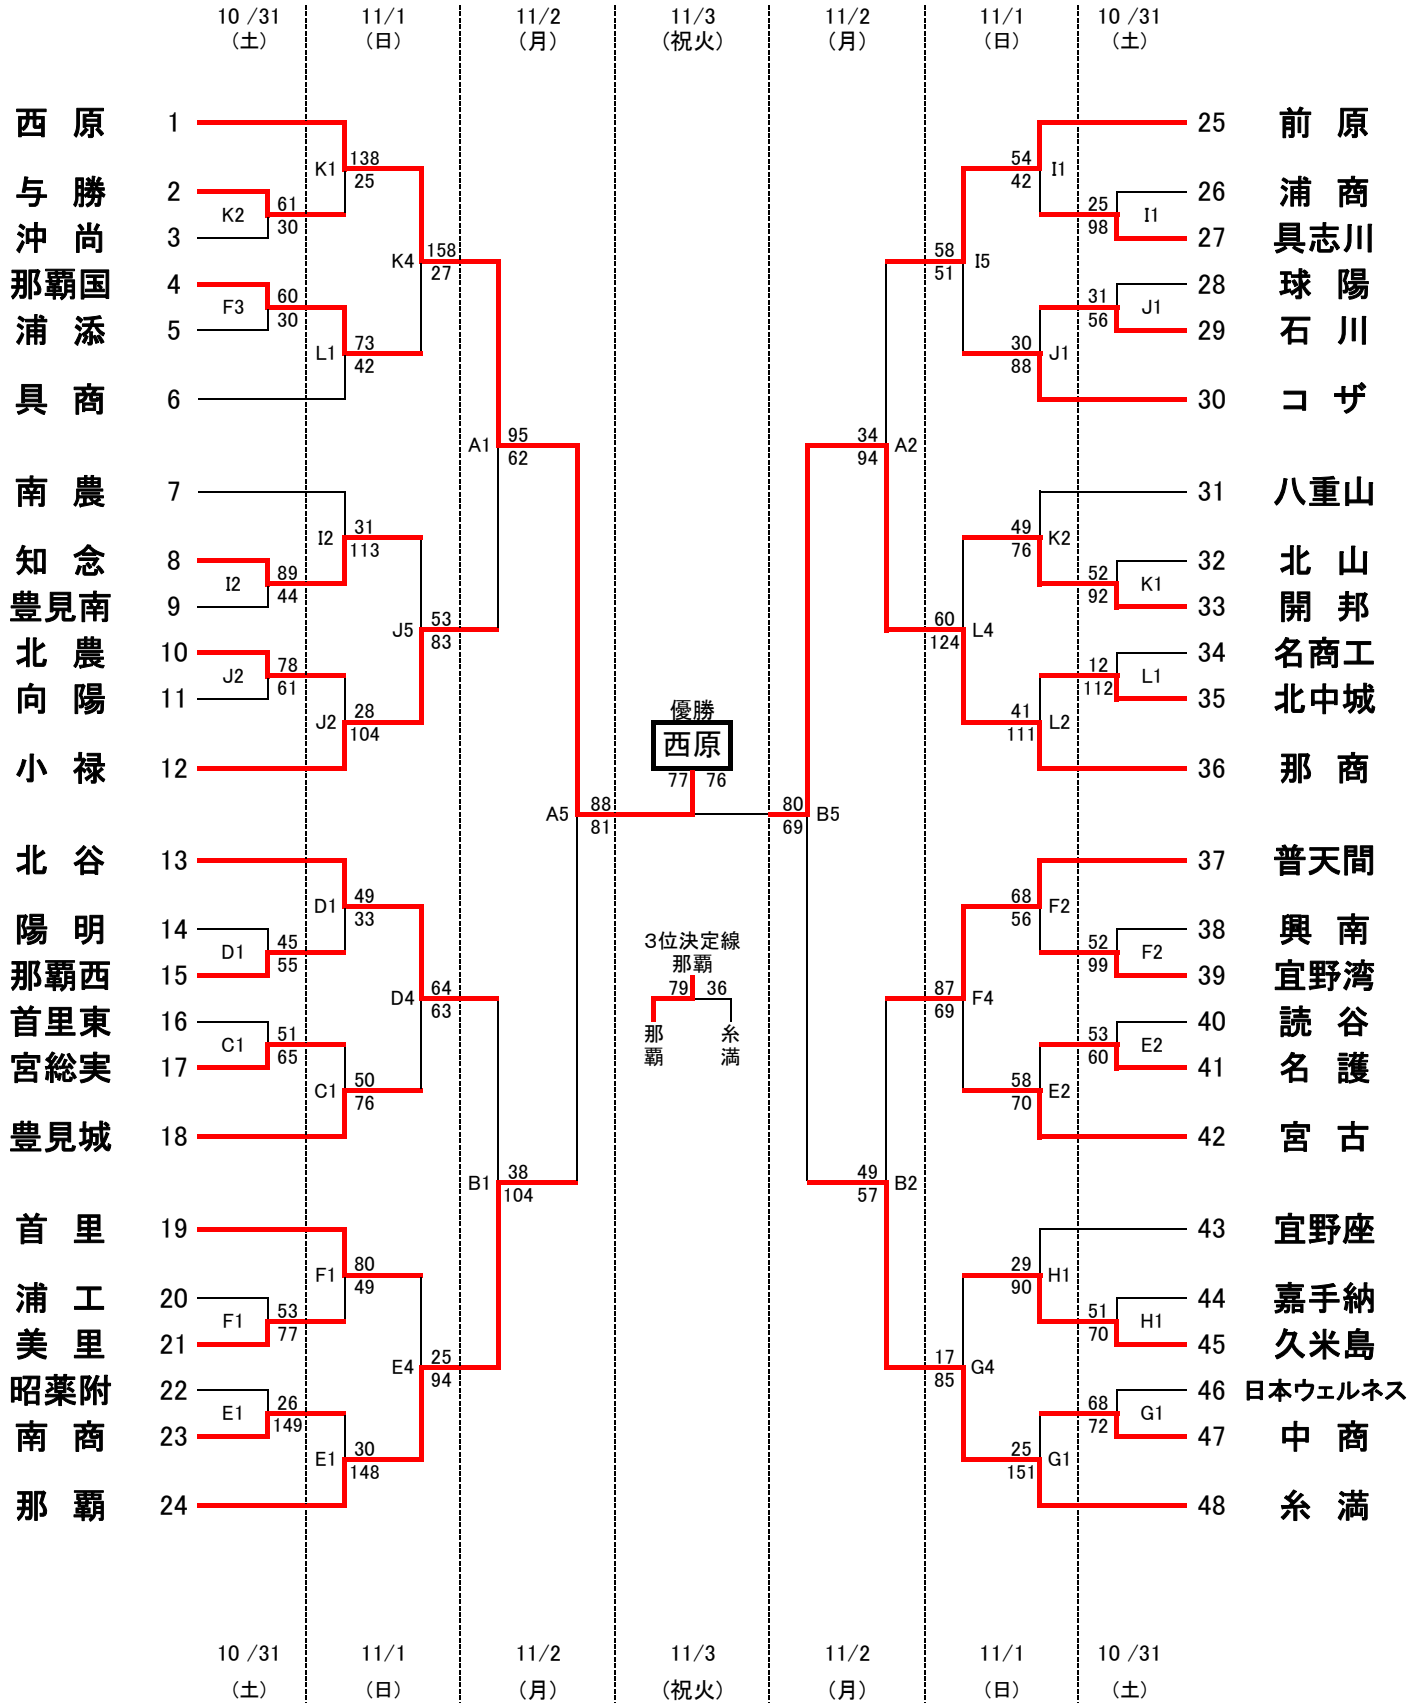 10 /31 11/1 11/2 11/3 11/2 11/1 10 /31
(土) (日) (月) (祝火) (月) (日) (土)
西 原 1 25 前 原
K1 138 54 I1
25 42
与 勝 2 26 浦 商
K2 61 25 I1
30 98
沖 尚 3 27 具志川
K4 158 58 I5
27 51
那覇国 4 28 球 陽
F3 60 31 J1
30 56
浦 添 5 29 石 川
L1 73 30 J1
42 88
具 商 6 30 コ ザ
A1 95 34 A2
62 94
南 農 7 31 八重山
I2 31 49 K2
113 76
知 念 8 32 北 山
I2 89 52 K1
44 92
豊見南 9 33 開 邦
J5 53 60 L4
83 124
北 農 10 34 名商工
J2 78 12 L1
61 112
向 陽 11 35 北中城
J2 28 41 L2
104 111
優勝
西原
小 禄 12 36 那 商
77 76
A5 88 80 B5
81 69
北 谷 13 37 普天間
D1 49 68 F2
33 56
陽 明 14 38 興 南
D1 45 52 F2
55 99
那覇西 15 39 宜野湾
3位決定線
那覇
79 36
那覇 糸満
D4 64 87 F4
63 69
首里東 16 40 読 谷
C1 51 53 E2
65 60
宮総実 17 41 名 護
C1 50 58 E2
76 70
豊見城 18 42 宮 古
B1 38 49 B2
104 57
首 里 19 43 宜野座
F1 80 29 H1
49 90
浦 工 20 44 嘉手納
F1 53 51 H1
77 70
美 里 21 45 久米島
E4 25 17 G4
94 85
昭薬附 22 46 日本ウェルネス
E1 26 68 G1
149 72
南 商 23 47 中 商
E1 30 25 G1
148 151
那 覇 24 48 糸 満
10 /31 11/1 11/2 11/3 11/2 11/1 10 /31
(土) (日) (月) (祝火) (月) (日) (土)